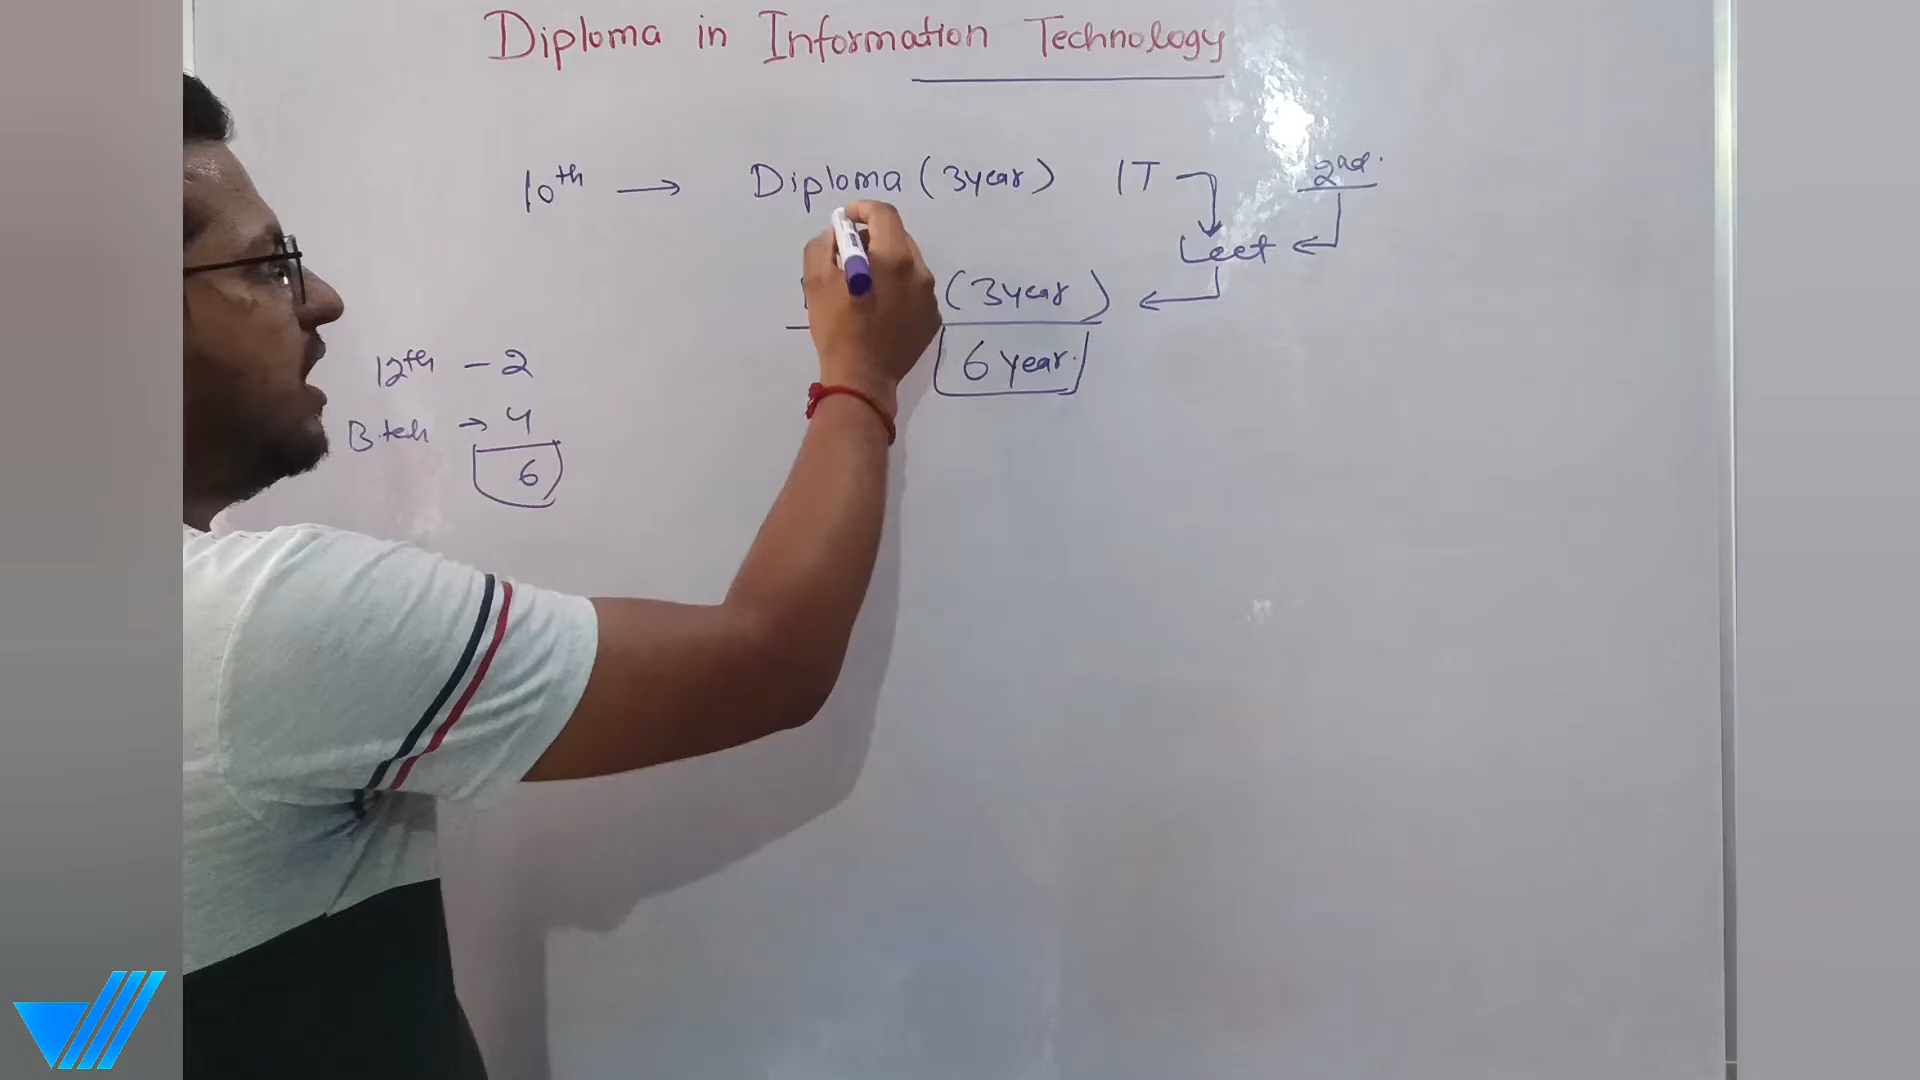 Diploma in Information Technology
10th → Diploma (3year) IT 2nd.
Leet ←
(3year) ←
6 year.
12th - 2
B.tech → 4
6